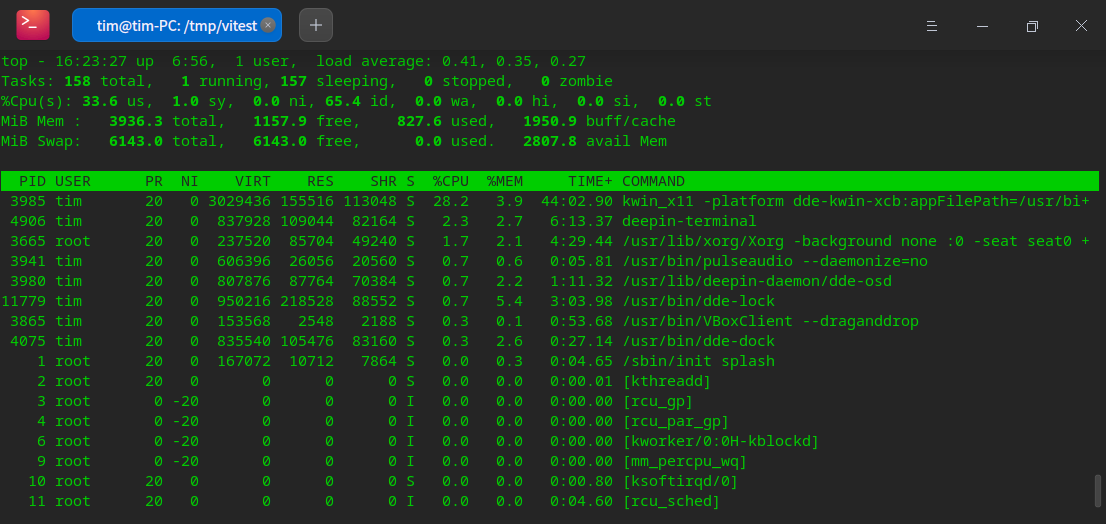 >_ tim@tim-PC: /tmp/vitest × +
top - 16:23:27 up  6:56,  1 user,  load average: 0.41, 0.35, 0.27
Tasks: 158 total,   1 running, 157 sleeping,   0 stopped,   0 zombie
%Cpu(s): 33.6 us,  1.0 sy,  0.0 ni, 65.4 id,  0.0 wa,  0.0 hi,  0.0 si,  0.0 st
MiB Mem :   3936.3 total,   1157.9 free,    827.6 used,   1950.9 buff/cache
MiB Swap:   6143.0 total,   6143.0 free,      0.0 used.   2807.8 avail Mem
  PID USER      PR  NI    VIRT    RES    SHR S  %CPU  %MEM     TIME+ COMMAND
 3985 tim       20   0 3029436 155516 113048 S  28.2   3.9  44:02.90 kwin_x11 -platform dde-kwin-xcb:appFilePath=/usr/bi+
 4906 tim       20   0  837928 109044  82164 S   2.3   2.7   6:13.37 deepin-terminal
 3665 root      20   0  237520  85704  49240 S   1.7   2.1   4:29.44 /usr/lib/xorg/Xorg -background none :0 -seat seat0 +
 3941 tim       20   0  606396  26056  20560 S   0.7   0.6   0:05.81 /usr/bin/pulseaudio --daemonize=no
 3980 tim       20   0  807876  87764  70384 S   0.7   2.2   1:11.32 /usr/lib/deepin-daemon/dde-osd
11779 tim       20   0  950216 218528  88552 S   0.7   5.4   3:03.98 /usr/bin/dde-lock
 3865 tim       20   0  153568   2548   2188 S   0.3   0.1   0:53.68 /usr/bin/VBoxClient --draganddrop
 4075 tim       20   0  835540 105476  83160 S   0.3   2.6   0:27.14 /usr/bin/dde-dock
    1 root      20   0  167072  10712   7864 S   0.0   0.3   0:04.65 /sbin/init splash
    2 root      20   0       0      0      0 S   0.0   0.0   0:00.01 [kthreadd]
    3 root       0 -20       0      0      0 I   0.0   0.0   0:00.00 [rcu_gp]
    4 root       0 -20       0      0      0 I   0.0   0.0   0:00.00 [rcu_par_gp]
    6 root       0 -20       0      0      0 I   0.0   0.0   0:00.00 [kworker/0:0H-kblockd]
    9 root       0 -20       0      0      0 I   0.0   0.0   0:00.00 [mm_percpu_wq]
   10 root      20   0       0      0      0 S   0.0   0.0   0:00.80 [ksoftirqd/0]
   11 root      20   0       0      0      0 I   0.0   0.0   0:04.60 [rcu_sched]